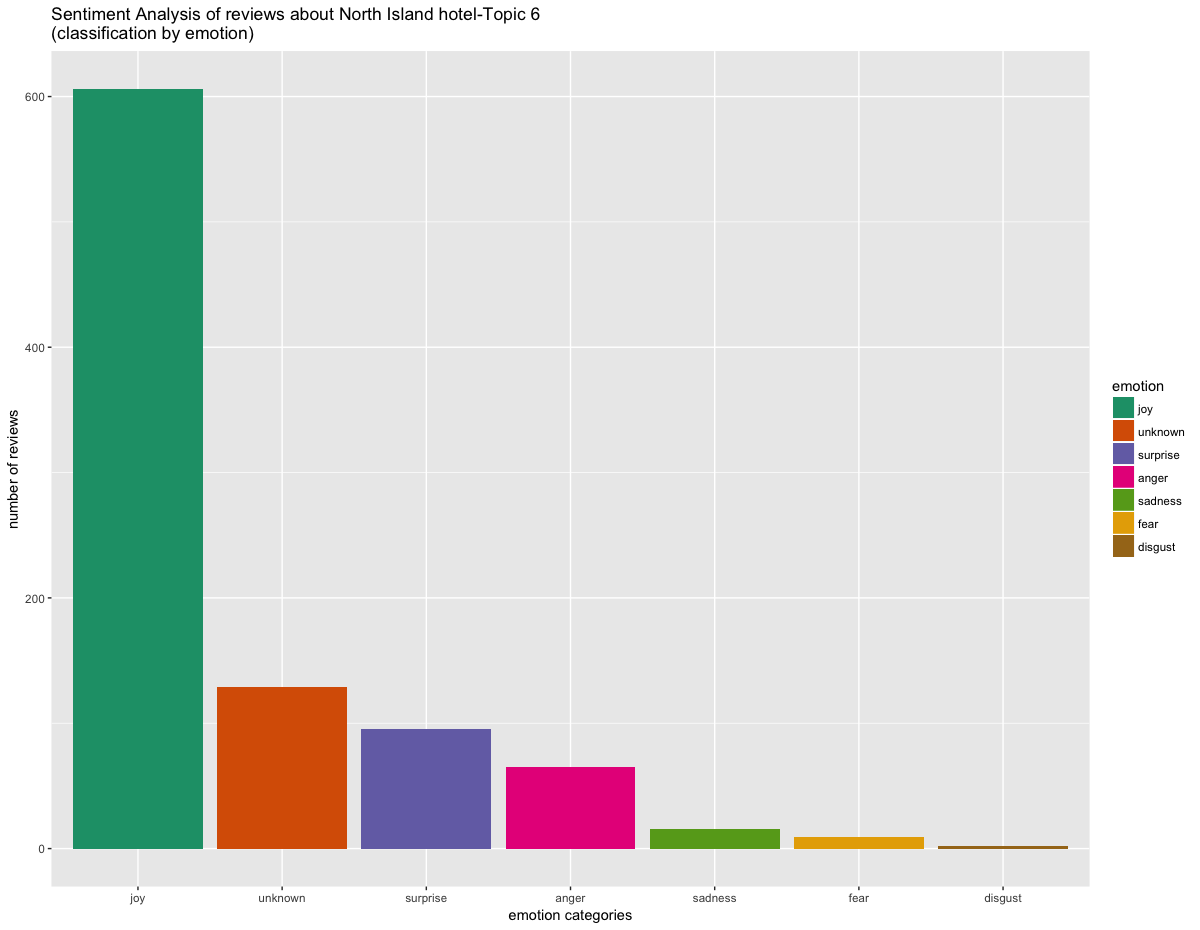 Sentiment Analysis of reviews about North Island hotel-Topic 6
(classification by emotion)
600
400
200
0
number of reviews
joy
unknown
surprise
anger
sadness
fear
disgust
emotion categories
emotion
joy
unknown
surprise
anger
sadness
fear
disgust